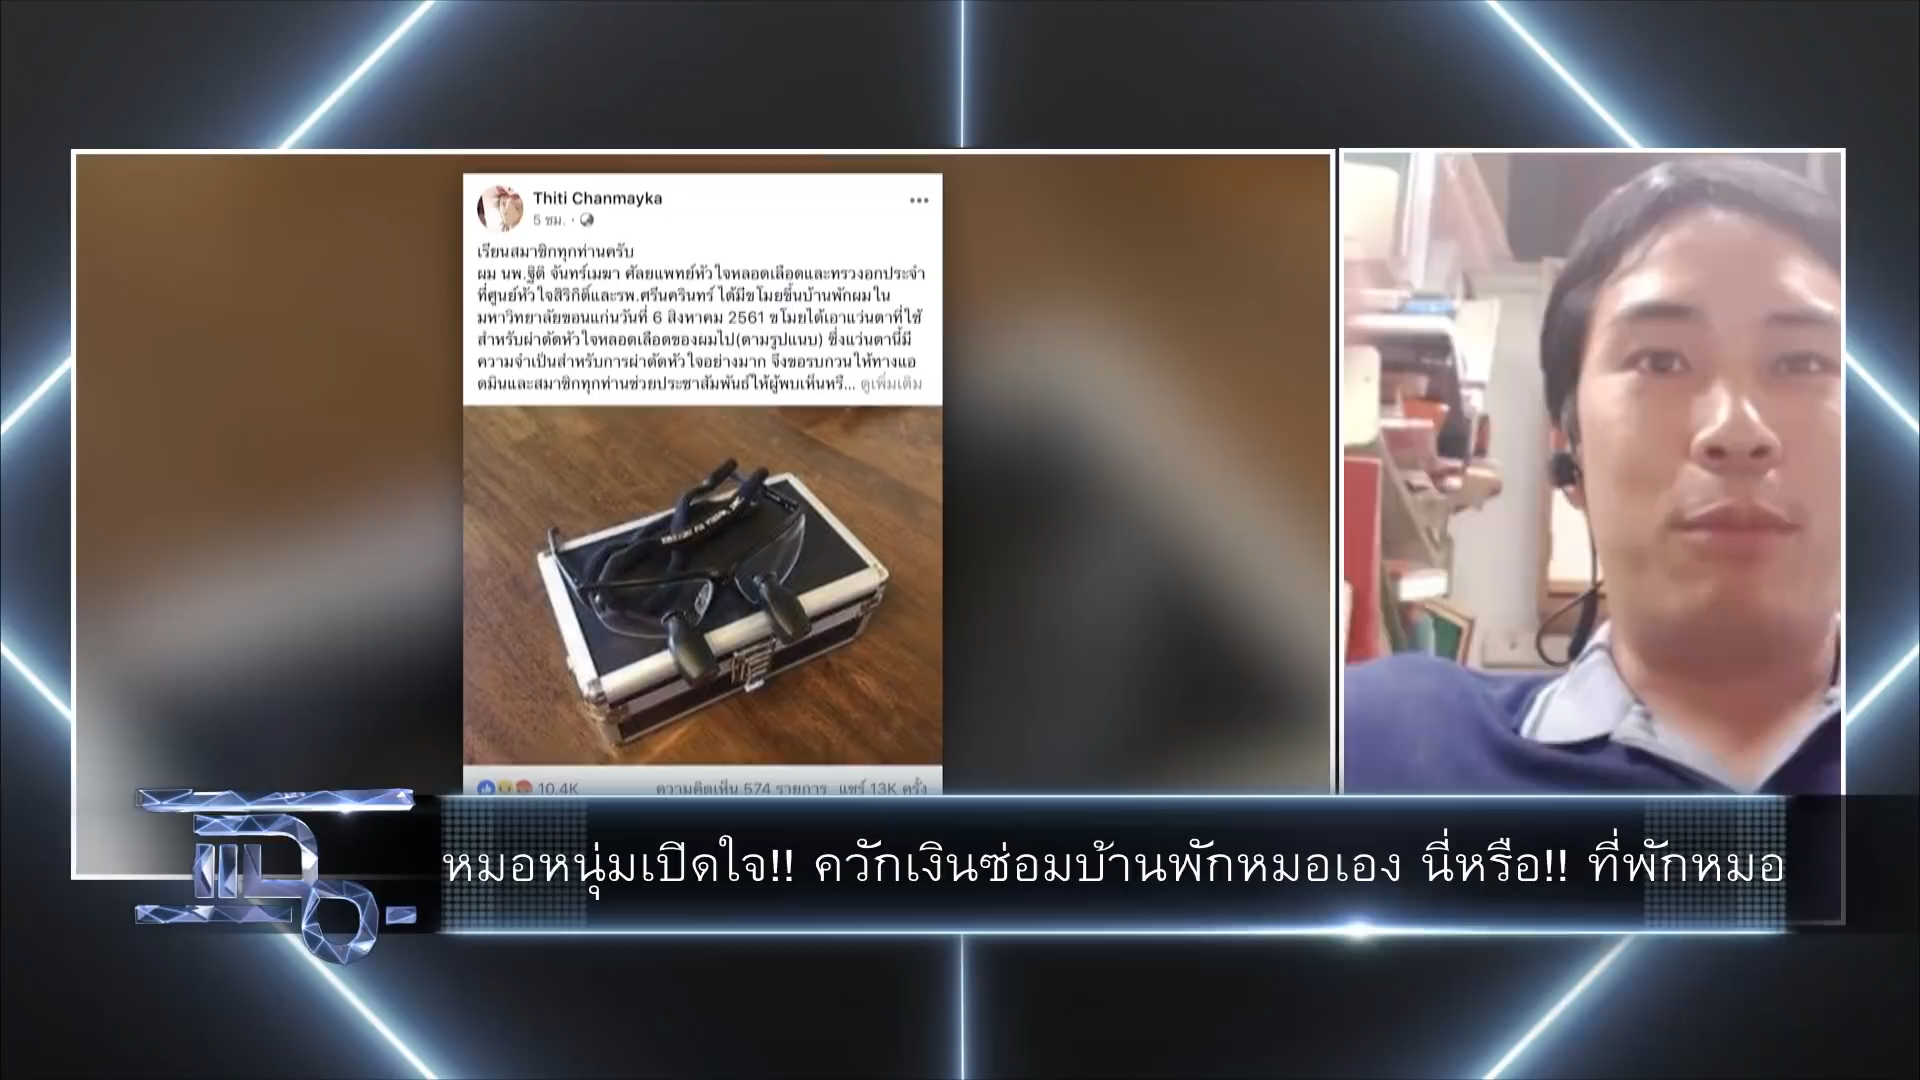 Thiti Chanmayka
5 ชม.
เรียนสมาชิกทุกท่านครับ
ผม นพ.ฐิติ จันทร์เมฆา ศัลยแพทย์หัวใจหลอดเลือดและทรวงอกประจำ
ที่ศูนย์หัวใจสิริกิติ์และรพ.ศรีนครินทร์ ได้มีขโมยขึ้นบ้านพักผมใน
มหาวิทยาลัยขอนแก่นวันที่ 6 สิงหาคม 2561 ขโมยได้เอาแว่นตาที่ใช้
สำหรับผ่าตัดหัวใจหลอดเลือดของผมไป(ตามรูปแนบ) ซึ่งแว่นตานี้มี
ความจำเป็นสำหรับการผ่าตัดหัวใจอย่างมาก จึงขอรบกวนให้ทางแอ
ดมินและสมาชิกทุกท่านช่วยประชาสัมพันธ์ให้ผู้พบเห็นหรื... ดูเพิ่มเติม
10.4K ความคิดเห็น 574 รายการ แชร์ 13K ครั้ง
หมอหนุ่มเปิดใจ!! ควักเงินซ่อมบ้านพักหมอเอง นี่หรือ!! ที่พักหมอ